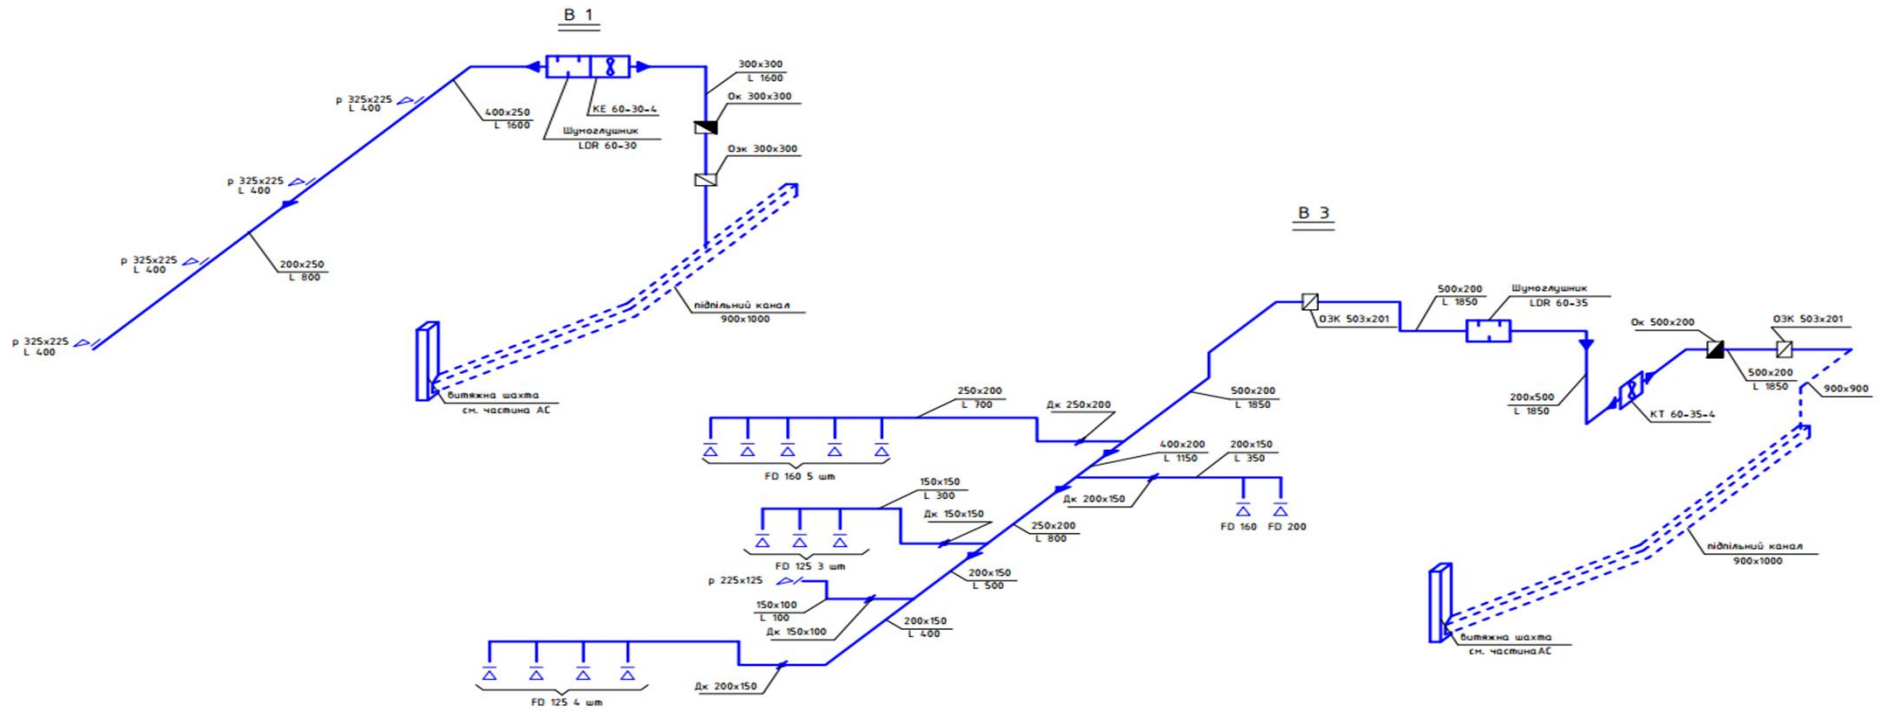 В 1
р 325х225
L 400
400х250
L 1600
Шумоглушник
LDR 60-30
КЕ 60-30-4
300х300
L 1600
Ок 300х300
Озк 300х300
р 325х225
L 400
200х250
L 800
р 325х225
L 400
р 325х225
L 400
підпільний канал
900х1000
витяжна шахта
см. частина АС
В 3
ОЗК 503х201
500х200
L 1850
Шумоглушник
LDR 60-35
200х500
L 1850
КТ 60-35-4
Ок 500х200
500х200
L 1850
ОЗК 503х201
900х900
250х200
L 700
Дк 250х200
500х200
L 1850
FD 160 5 шт
400х200
L 1150
200х150
L 350
Дк 200х150
FD 160
FD 200
150х150
L 300
Дк 150х150
FD 125 3 шт
250х200
L 800
200х150
L 500
р 225х125
150х100
L 100
Дк 150х100
200х150
L 400
Дк 200х150
FD 125 4 шт
підпільний канал
900х1000
витяжна шахта
см. частинаАС